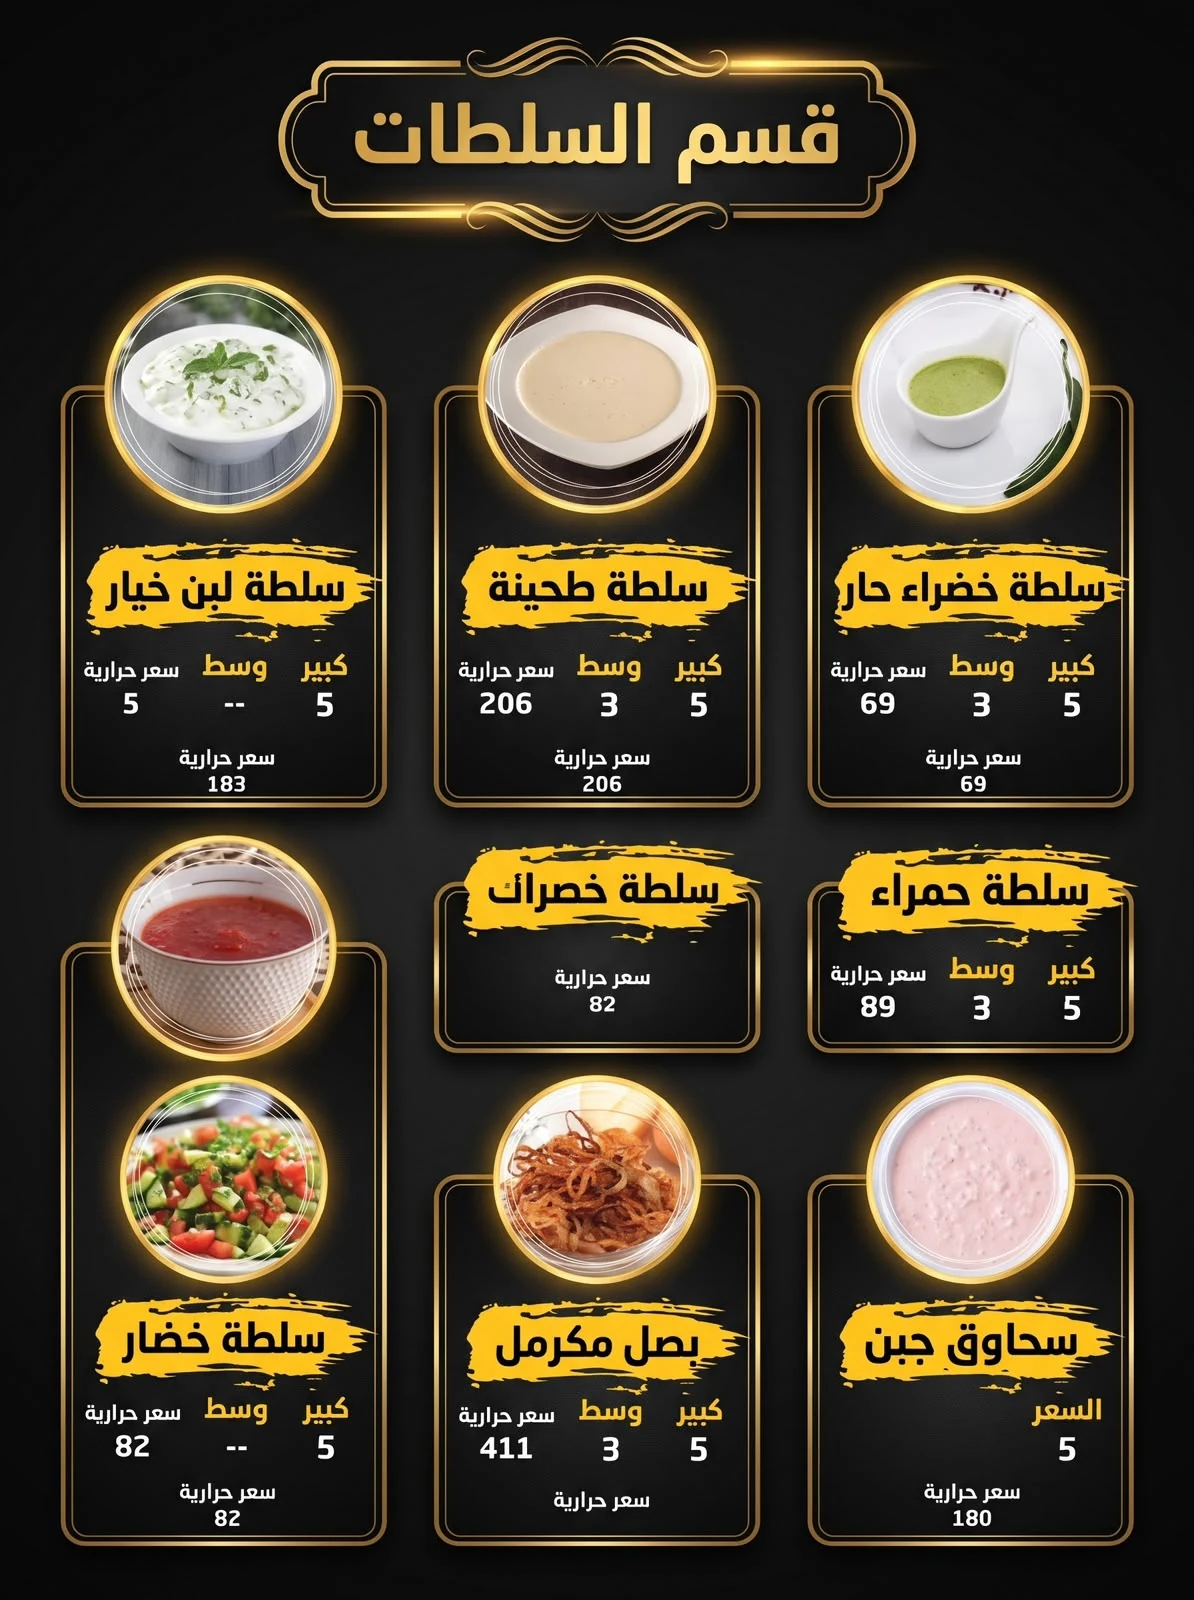 قسم السلطات
سلطة خضراء حار
كبير وسط سعر حرارية
5 3 69
سعر حرارية
69
سلطة طحينة
كبير وسط سعر حرارية
5 3 206
سعر حرارية
206
سلطة لبن خيار
كبير وسط سعر حرارية
5 -- 5
سعر حرارية
183
سلطة حمراء
كبير وسط سعر حرارية
5 3 89
سلطة
سعر حرارية
82
سحاوق جبن
السعر
5
سعر حرارية
180
بصل مكرمل
كبير وسط سعر حرارية
5 3 411
سعر حرارية
سلطة خضار
كبير وسط سعر حرارية
5 -- 82
سعر حرارية
82